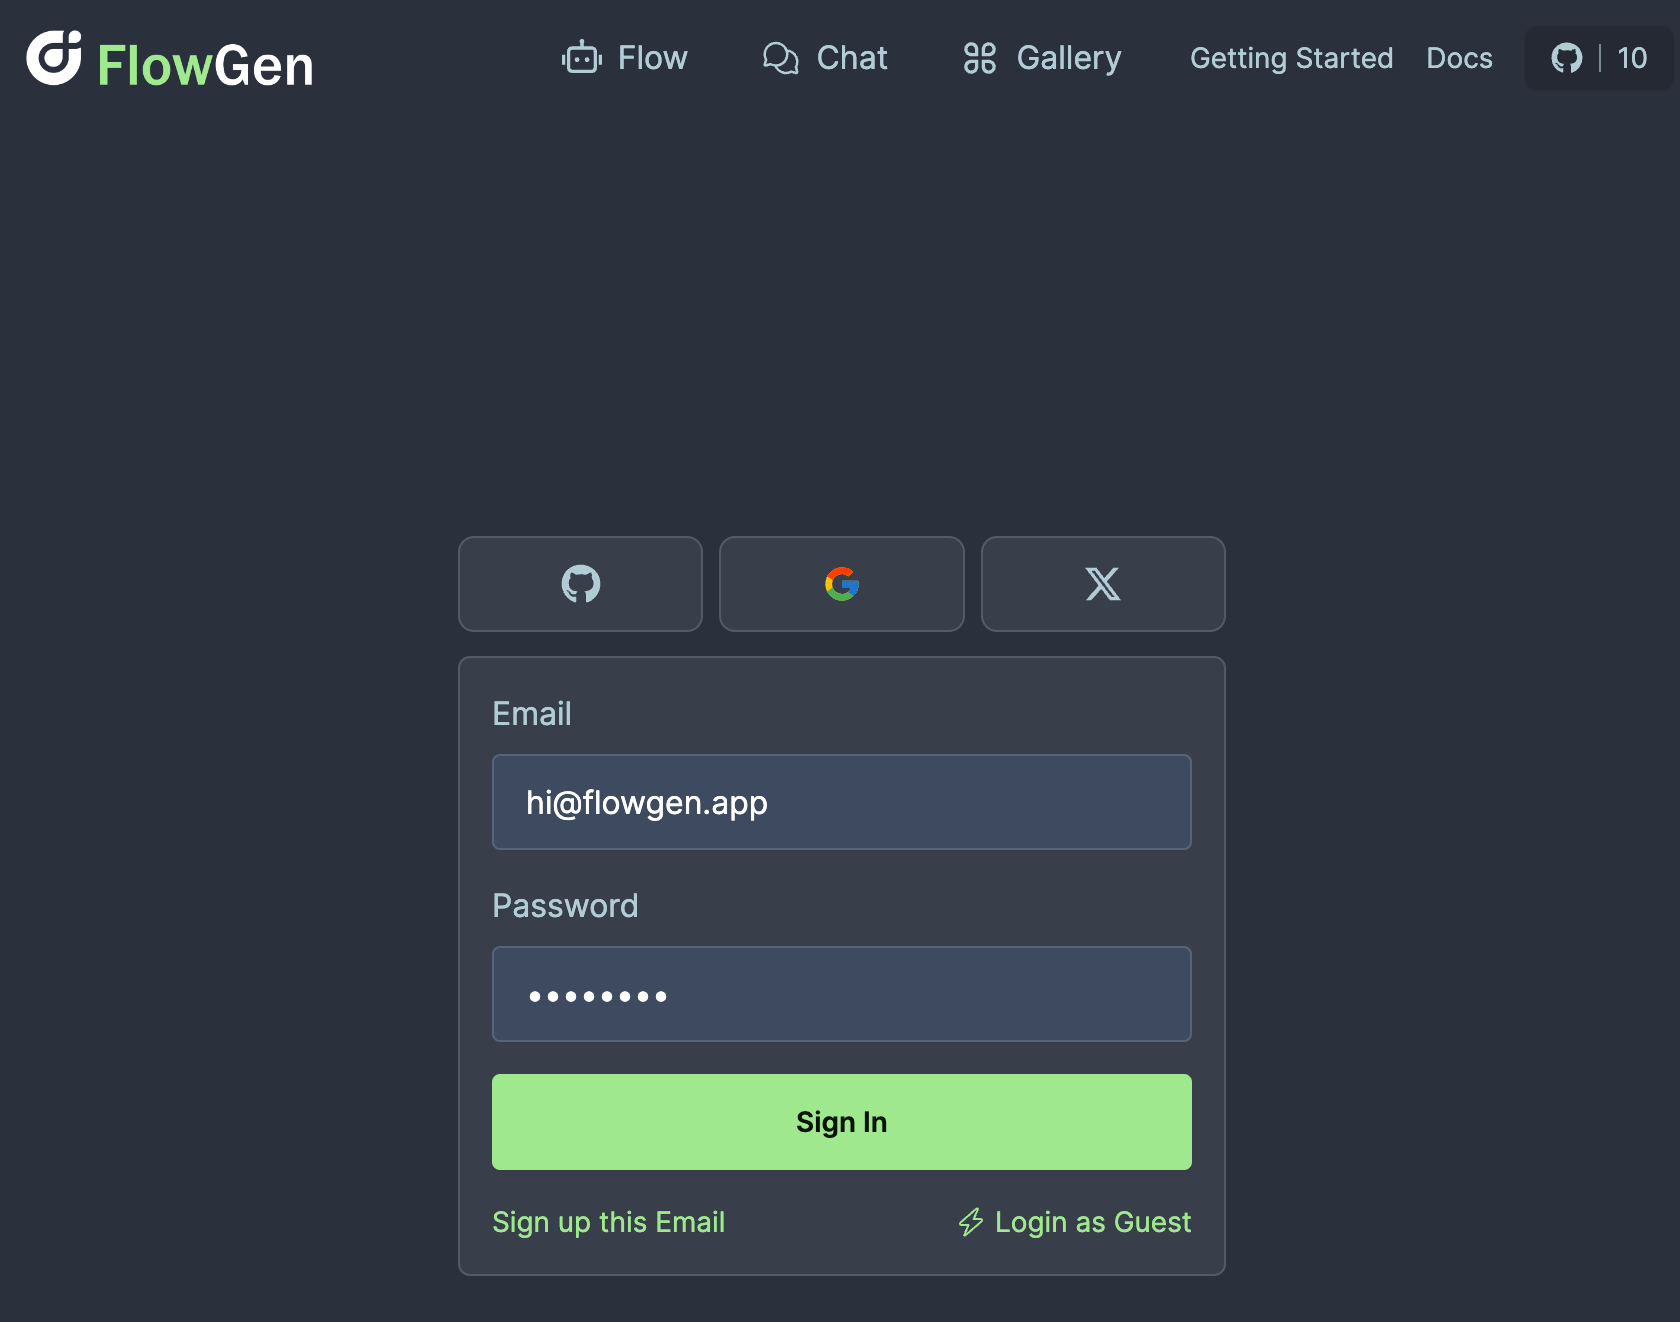 FlowGen
Flow Chat Gallery Getting Started Docs 10
Email
hi@flowgen.app
Password
••••••••
Sign In
Sign up this Email Login as Guest